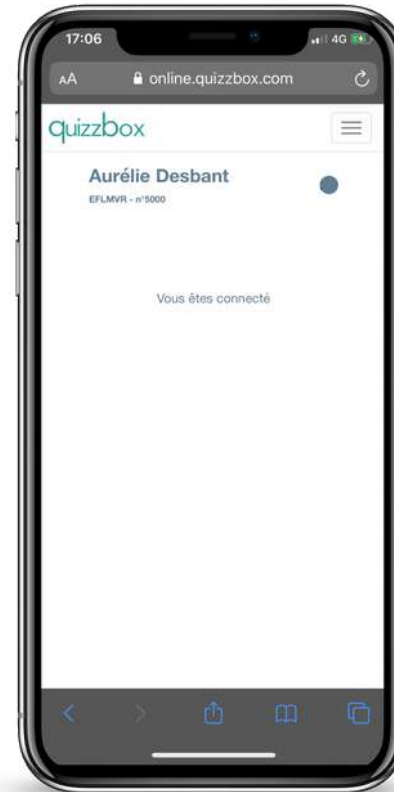 17:06
4G
AA online.quizzbox.com
quizzbox
Aurélie Desbant
EFLMVR - n°5000
Vous êtes connecté